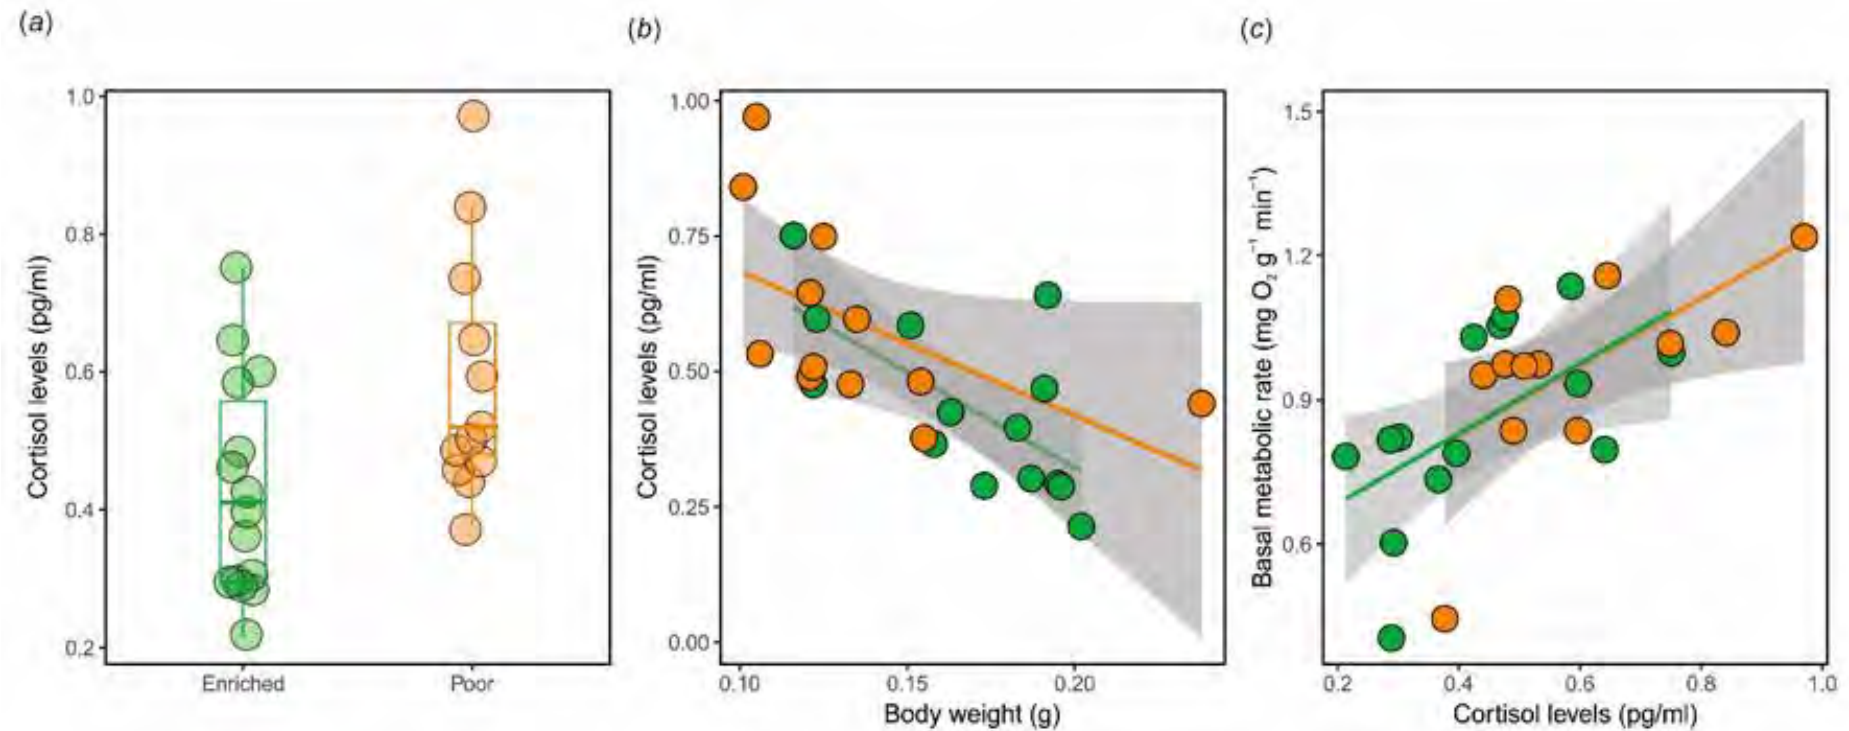 (a)
Cortisol levels (pg/ml)
1.0
0.8
0.6
0.4
0.2
Enriched
Poor
(b)
Cortisol levels (pg/ml)
1.00
0.75
0.50
0.25
0.00
0.10
0.15
0.20
Body weight (g)
(c)
Basal metabolic rate (mg O₂ g⁻¹ min⁻¹)
1.5
1.2
0.9
0.6
0.2
0.4
0.6
0.8
1.0
Cortisol levels (pg/ml)